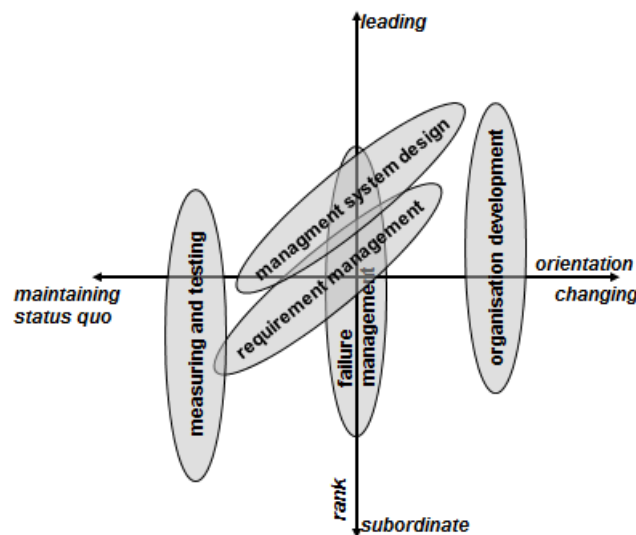 leading
managment system design
requirement management
failure
management
measuring and testing
organisation development
orientation
maintaining
status quo
changing
rank
subordinate